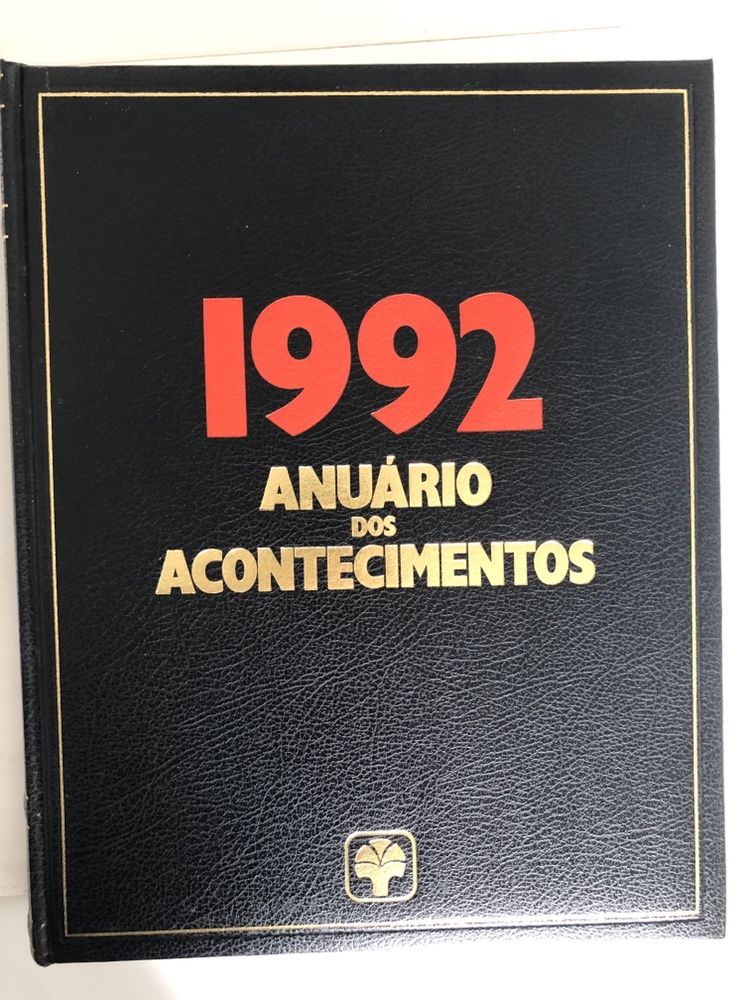 1992
ANUÁRIO
DOS
ACONTECIMENTOS